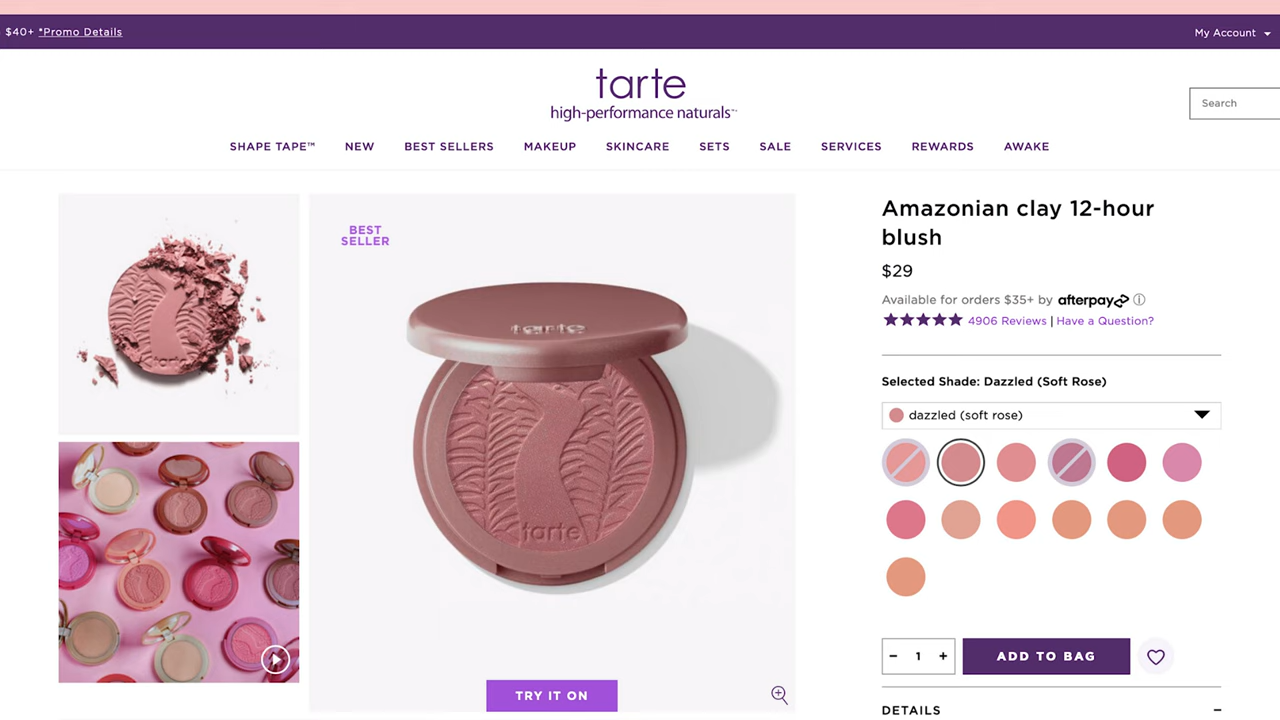 $40+ *Promo Details
My Account
tarte
high-performance naturals™
Search
SHAPE TAPE™ NEW BEST SELLERS MAKEUP SKINCARE SETS SALE SERVICES REWARDS AWAKE
tarte
BEST
SELLER
tarte
tarte
TRY IT ON
Amazonian clay 12-hour
blush
$29
Available for orders $35+ by afterpay
4906 Reviews | Have a Question?
Selected Shade: Dazzled (Soft Rose)
dazzled (soft rose)
− 1 +
ADD TO BAG
DETAILS −